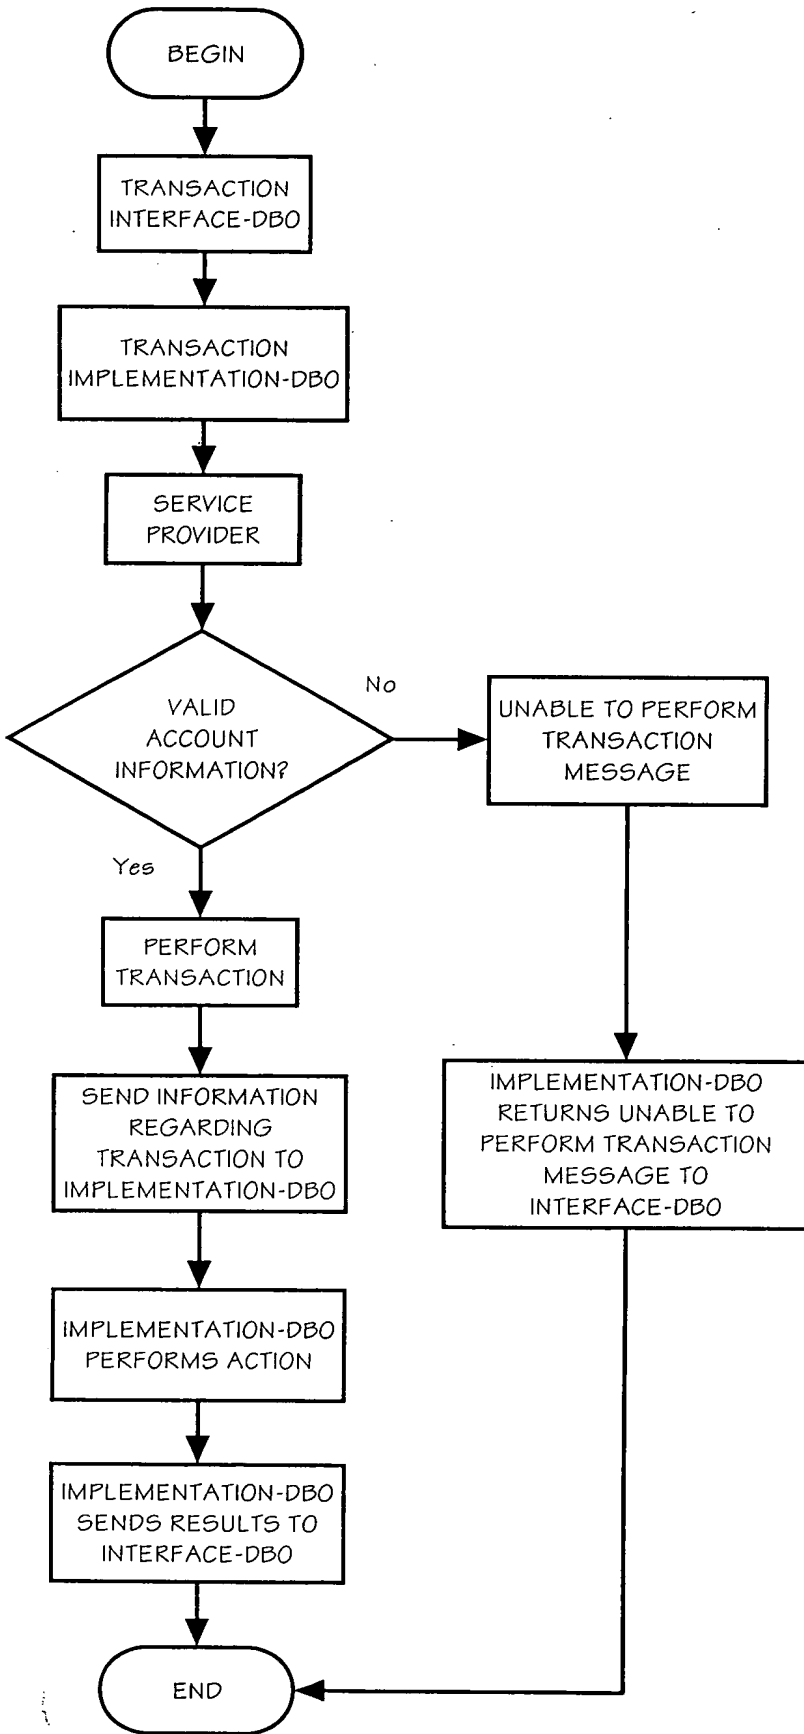 BEGIN
TRANSACTION
INTERFACE-DBO
TRANSACTION
IMPLEMENTATION-DBO
SERVICE
PROVIDER
VALID
ACCOUNT
INFORMATION?
No
UNABLE TO PERFORM
TRANSACTION
MESSAGE
Yes
PERFORM
TRANSACTION
SEND INFORMATION
REGARDING
TRANSACTION TO
IMPLEMENTATION-DBO
IMPLEMENTATION-DBO
RETURNS UNABLE TO
PERFORM TRANSACTION
MESSAGE TO
INTERFACE-DBO
IMPLEMENTATION-DBO
PERFORMS ACTION
IMPLEMENTATION-DBO
SENDS RESULTS TO
INTERFACE-DBO
END